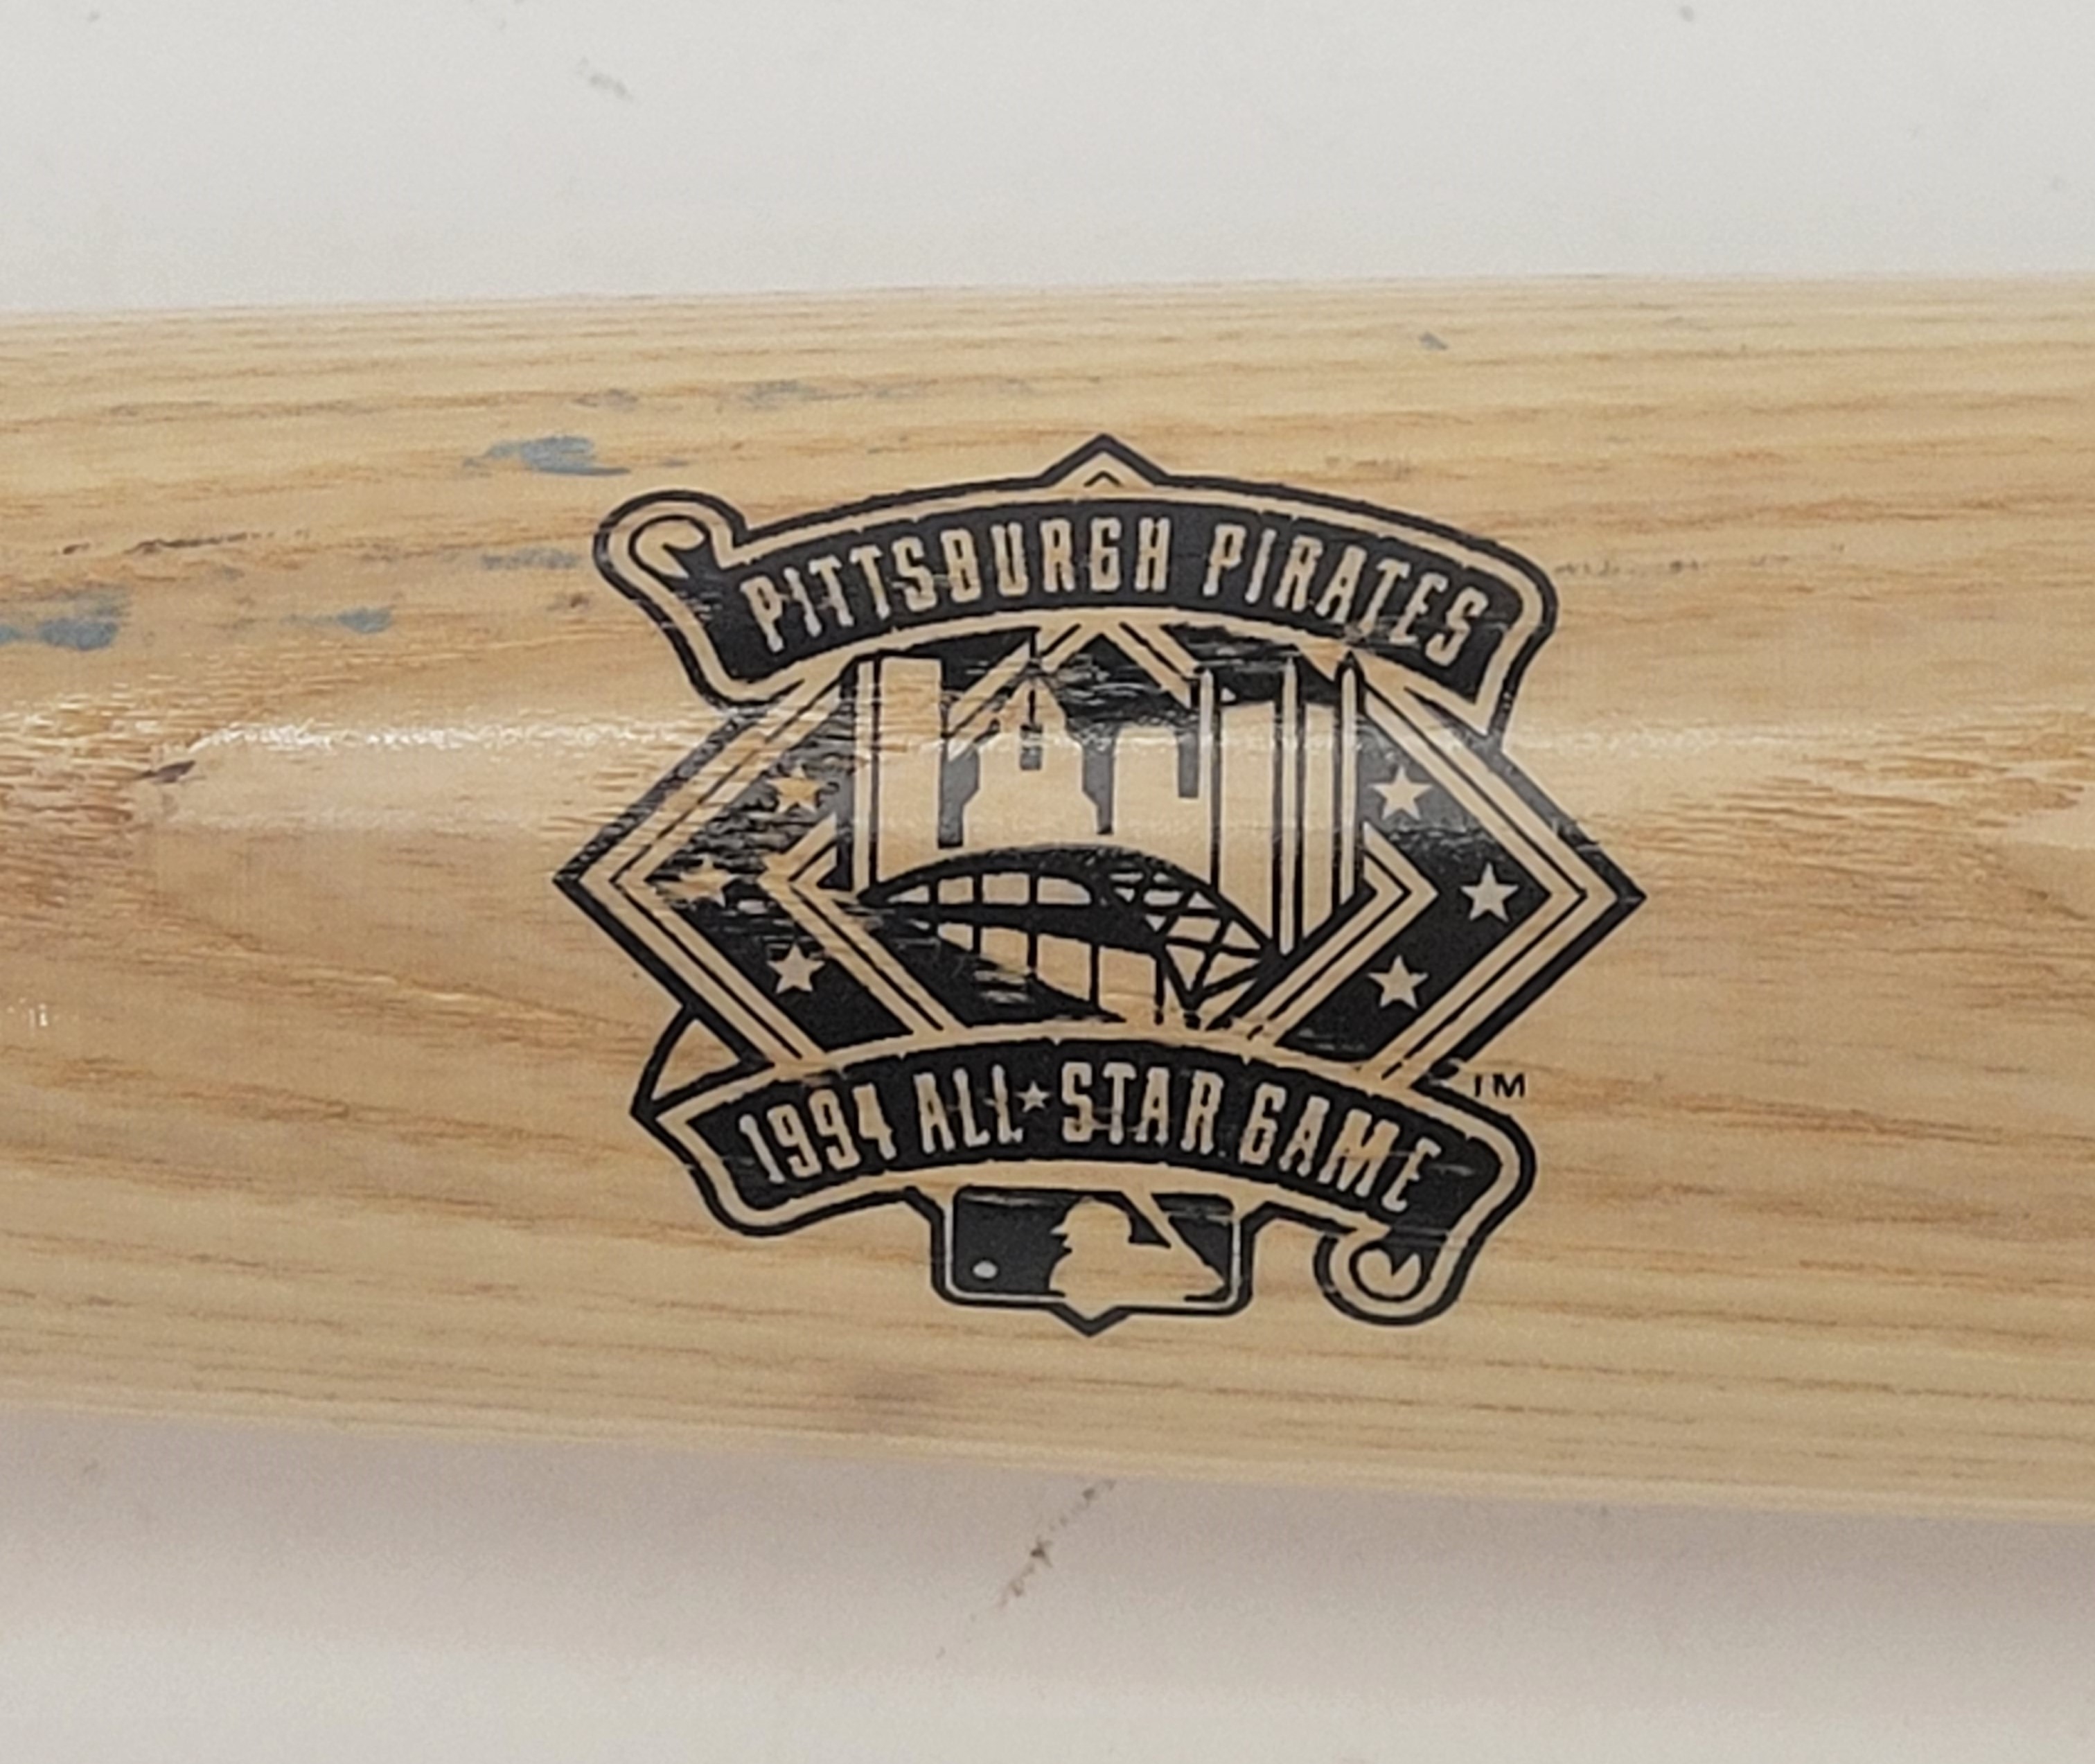 PITTSBURGH PIRATES
1994 ALL★STAR GAME
TM